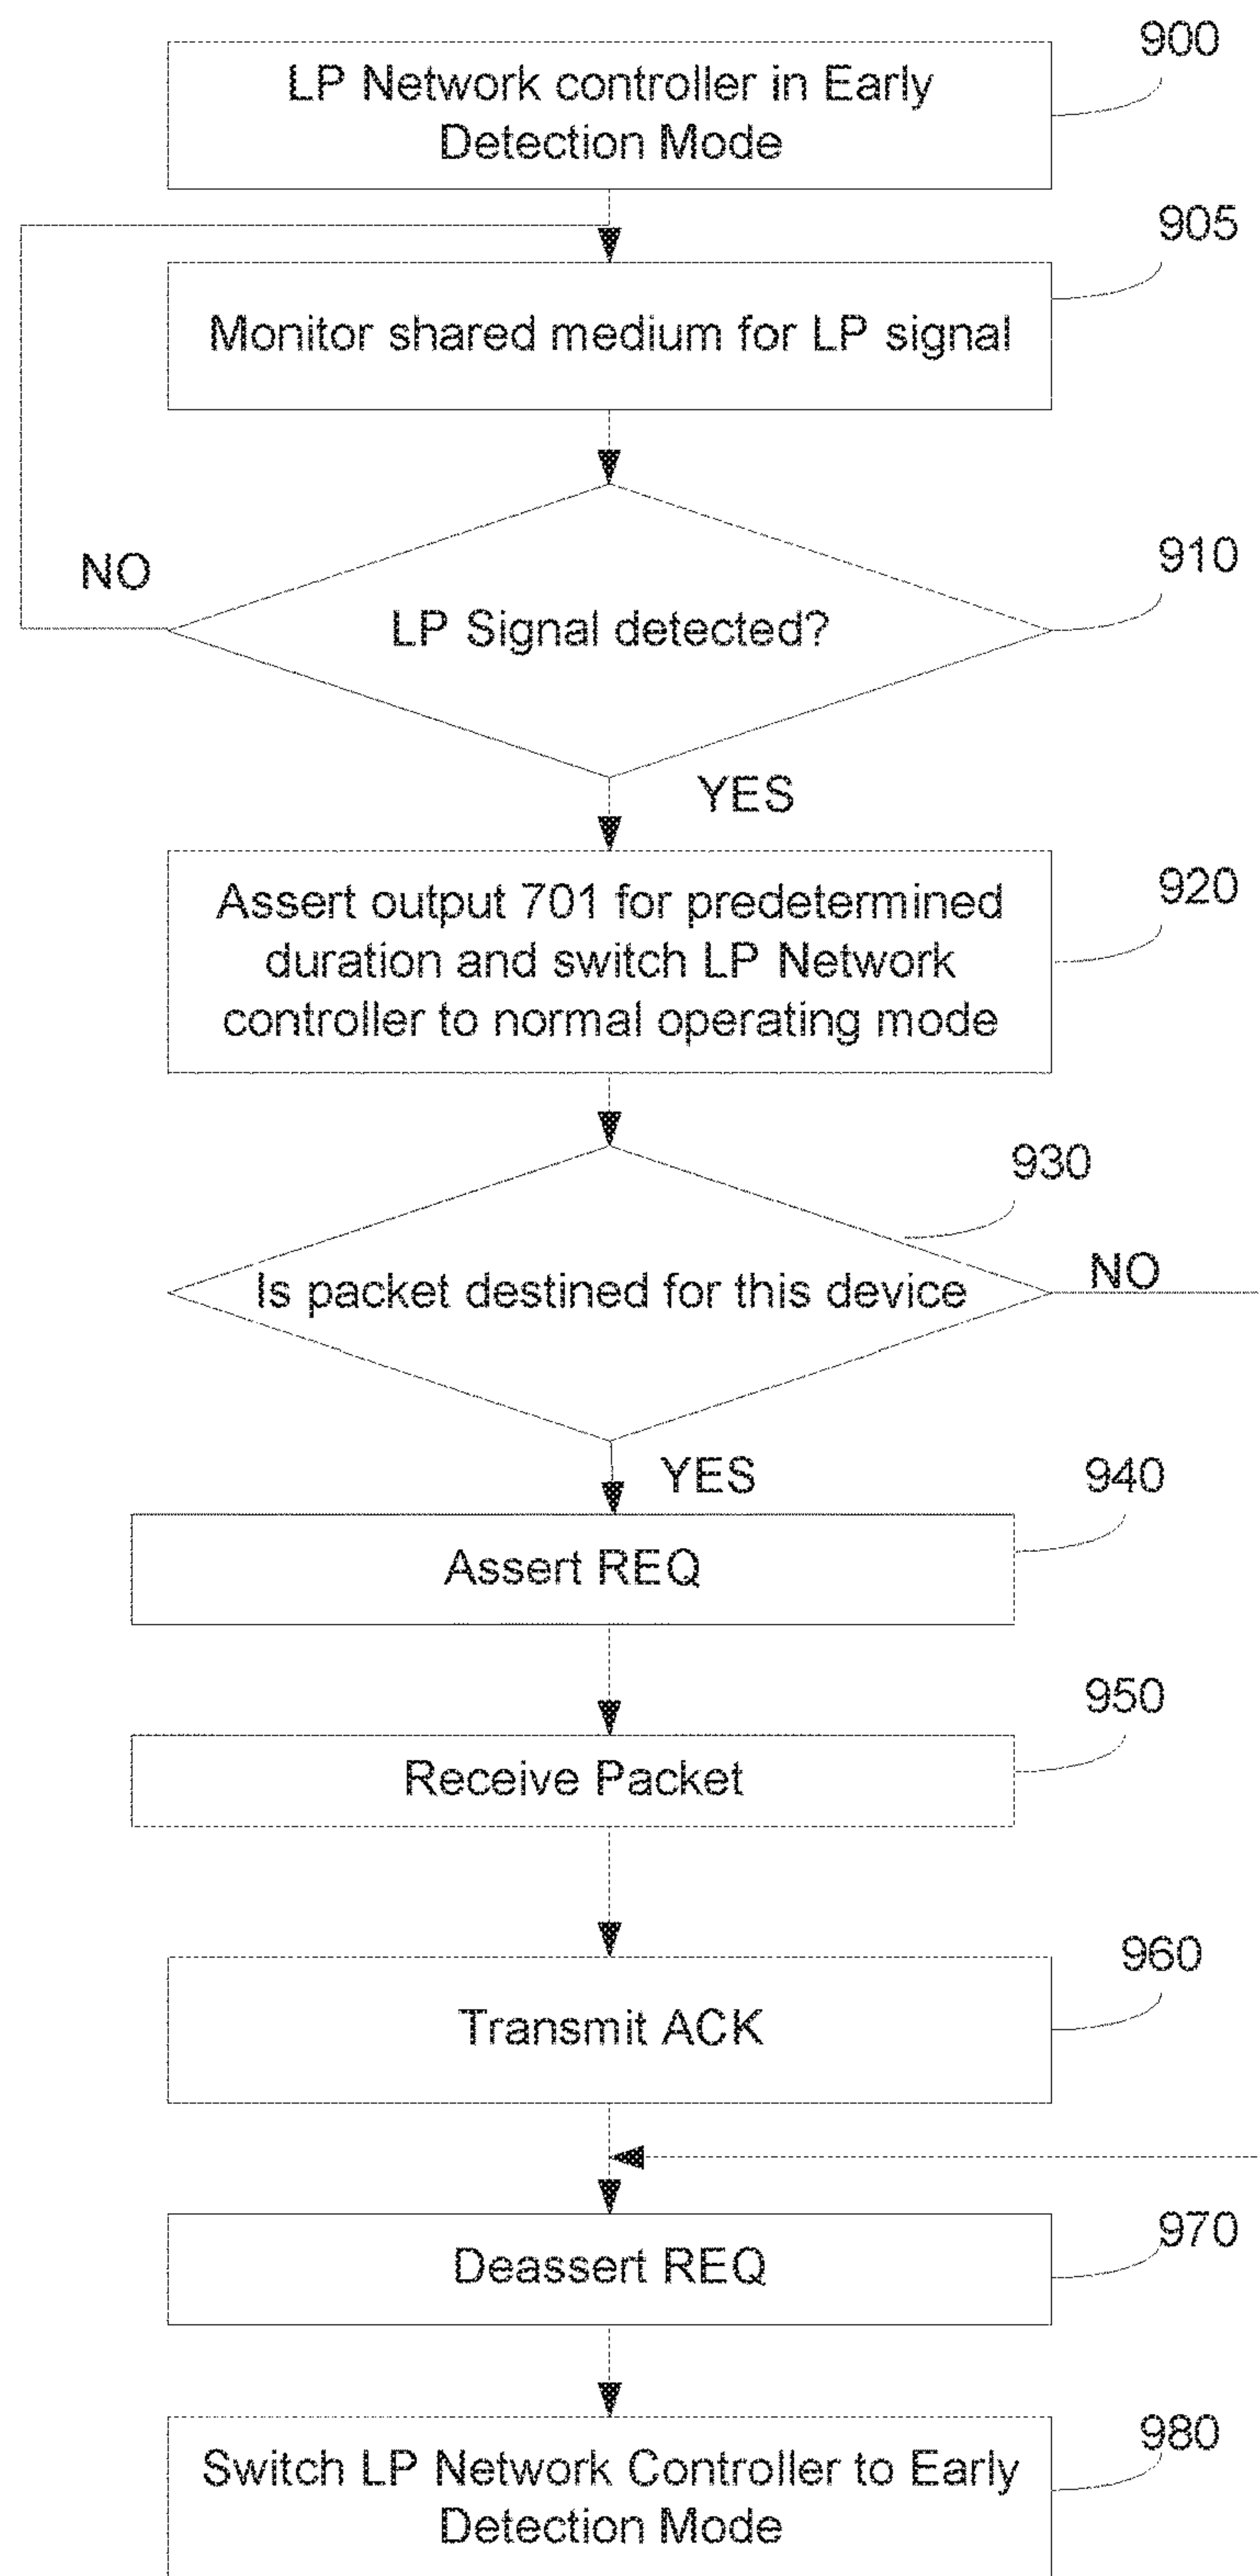 900
LP Network controller in Early
Detection Mode
905
Monitor shared medium for LP signal
910
NO
LP Signal detected?
YES
920
Assert output 701 for predetermined
duration and switch LP Network
controller to normal operating mode
930
Is packet destined for this device
NO
YES
940
Assert REQ
950
Receive Packet
960
Transmit ACK
970
Deassert REQ
980
Switch LP Network Controller to Early
Detection Mode